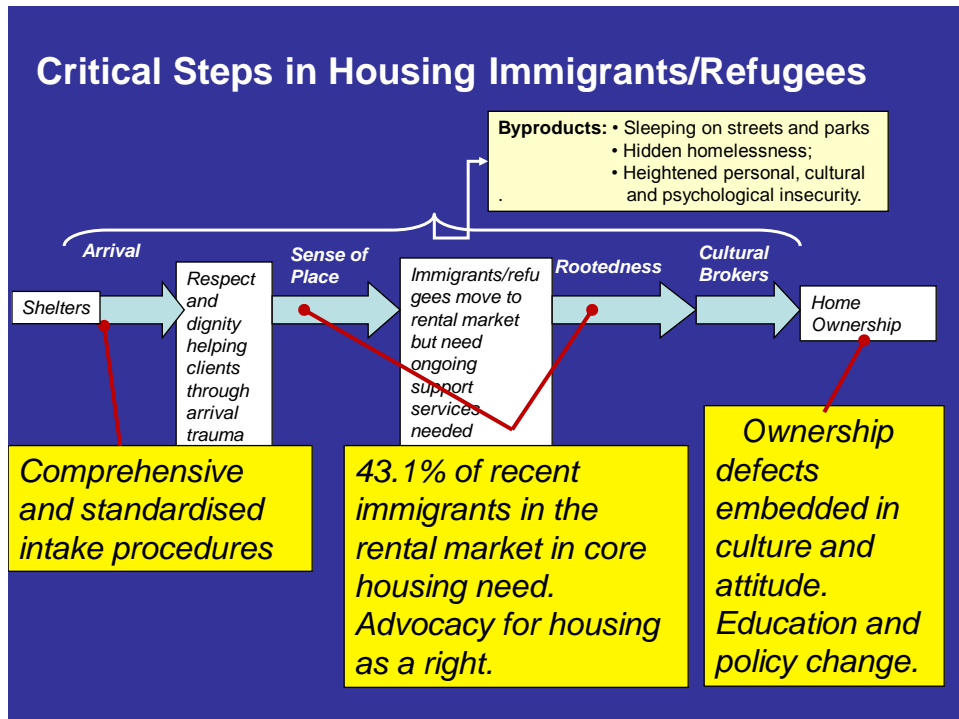 Critical Steps in Housing Immigrants/Refugees
Byproducts: • Sleeping on streets and parks
• Hidden homelessness;
• Heightened personal, cultural
. and psychological insecurity.
Arrival
Sense of
Place
Rootedness
Cultural
Brokers
Shelters
Respect
and
dignity
helping
clients
through
arrival
trauma
Immigrants/refu
gees move to
rental market
but need
ongoing
support
services
needed
Home
Ownership
Comprehensive
and standardised
intake procedures
43.1% of recent
immigrants in the
rental market in core
housing need.
Advocacy for housing
as a right.
Ownership
defects
embedded in
culture and
attitude.
Education and
policy change.